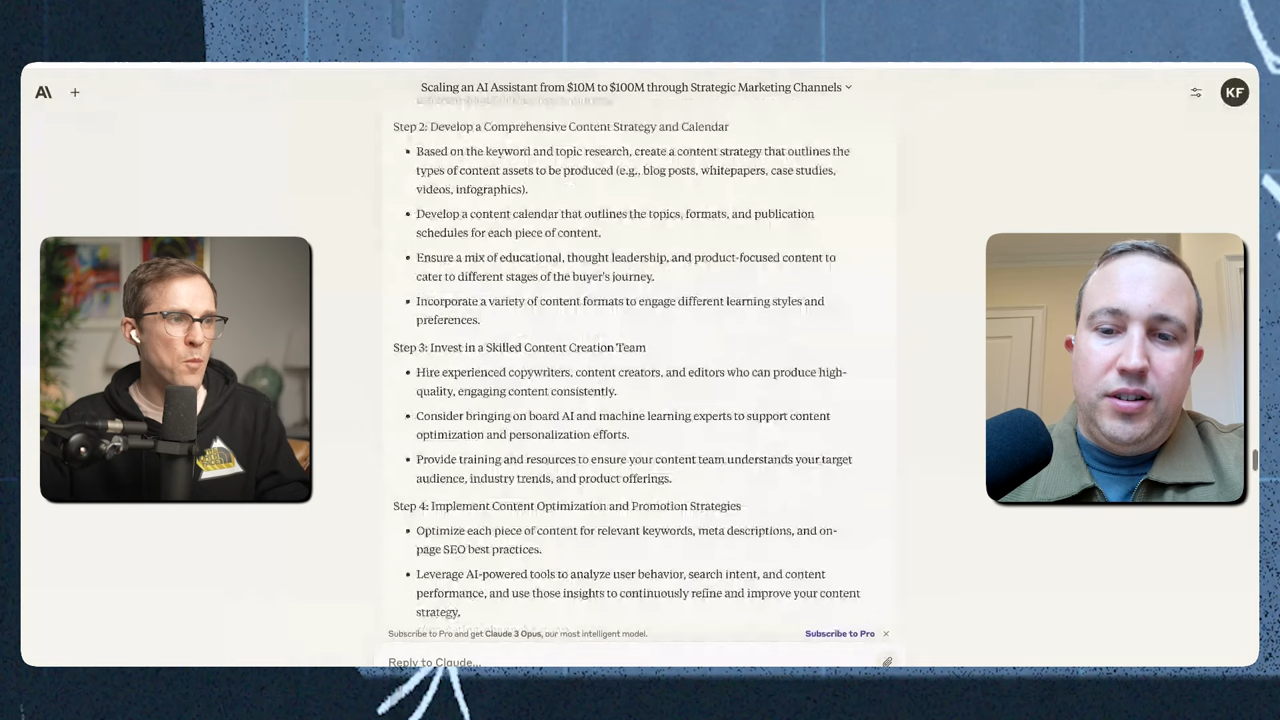 Scaling an AI Assistant from $10M to $100M through Strategic Marketing Channels
KF
Step 2: Develop a Comprehensive Content Strategy and Calendar
• Based on the keyword and topic research, create a content strategy that outlines the
types of content assets to be produced (e.g., blog posts, whitepapers, case studies,
videos, infographics).
• Develop a content calendar that outlines the topics, formats, and publication
schedules for each piece of content.
• Ensure a mix of educational, thought leadership, and product-focused content to
cater to different stages of the buyer's journey.
• Incorporate a variety of content formats to engage different learning styles and
preferences.
Step 3: Invest in a Skilled Content Creation Team
• Hire experienced copywriters, content creators, and editors who can produce high-
quality, engaging content consistently.
• Consider bringing on board AI and machine learning experts to support content
optimization and personalization efforts.
• Provide training and resources to ensure your content team understands your target
audience, industry trends, and product offerings.
Step 4: Implement Content Optimization and Promotion Strategies
• Optimize each piece of content for relevant keywords, meta descriptions, and on-
page SEO best practices.
• Leverage AI-powered tools to analyze user behavior, search intent, and content
performance, and use those insights to continuously refine and improve your content
strategy.
Subscribe to Pro and get Claude 3 Opus, our most intelligent model.
Subscribe to Pro
Reply to Claude...